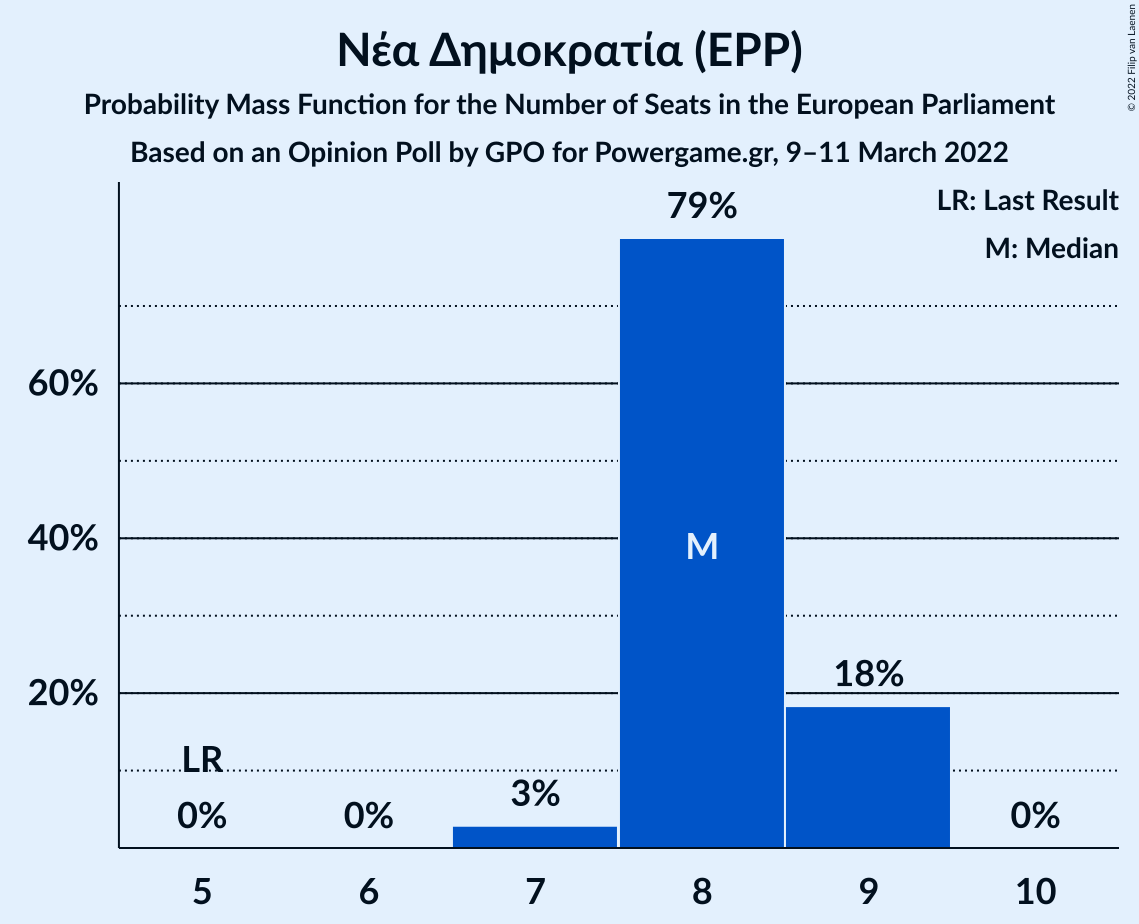 Νέα Δημοκρατία (EPP)
Probability Mass Function for the Number of Seats in the European Parliament
Based on an Opinion Poll by GPO for Powergame.gr, 9–11 March 2022
© 2022 Filip van Laenen
LR: Last Result
M: Median
79%
60%
40%
M
20%
18%
LR
0%
0%
3%
0%
5 6 7 8 9 10